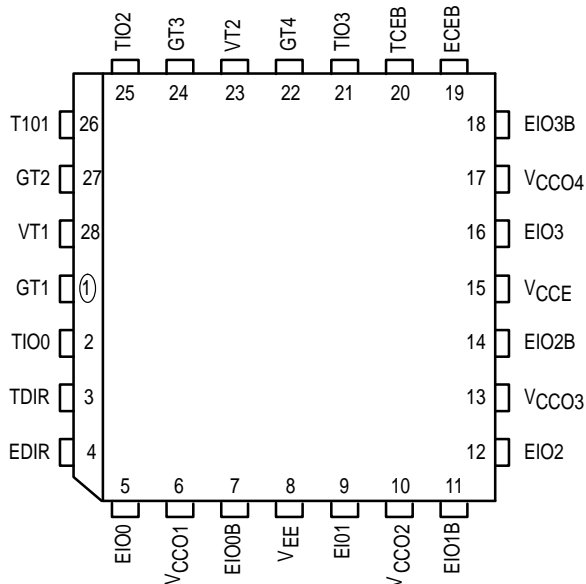 TIO2 GT3 VT2 GT4 TIO3 TCEB ECEB
25 24 23 22 21 20 19
T101 26 18 EIO3B
GT2 27 17 VCCO4
VT1 28 16 EIO3
GT1 1 15 VCCE
TIO0 2 14 EIO2B
TDIR 3 13 VCCO3
EDIR 4 12 EIO2
5 6 7 8 9 10 11
EIO0 VCCO1 EIO0B VEE EI01 VCCO2 EIO1B